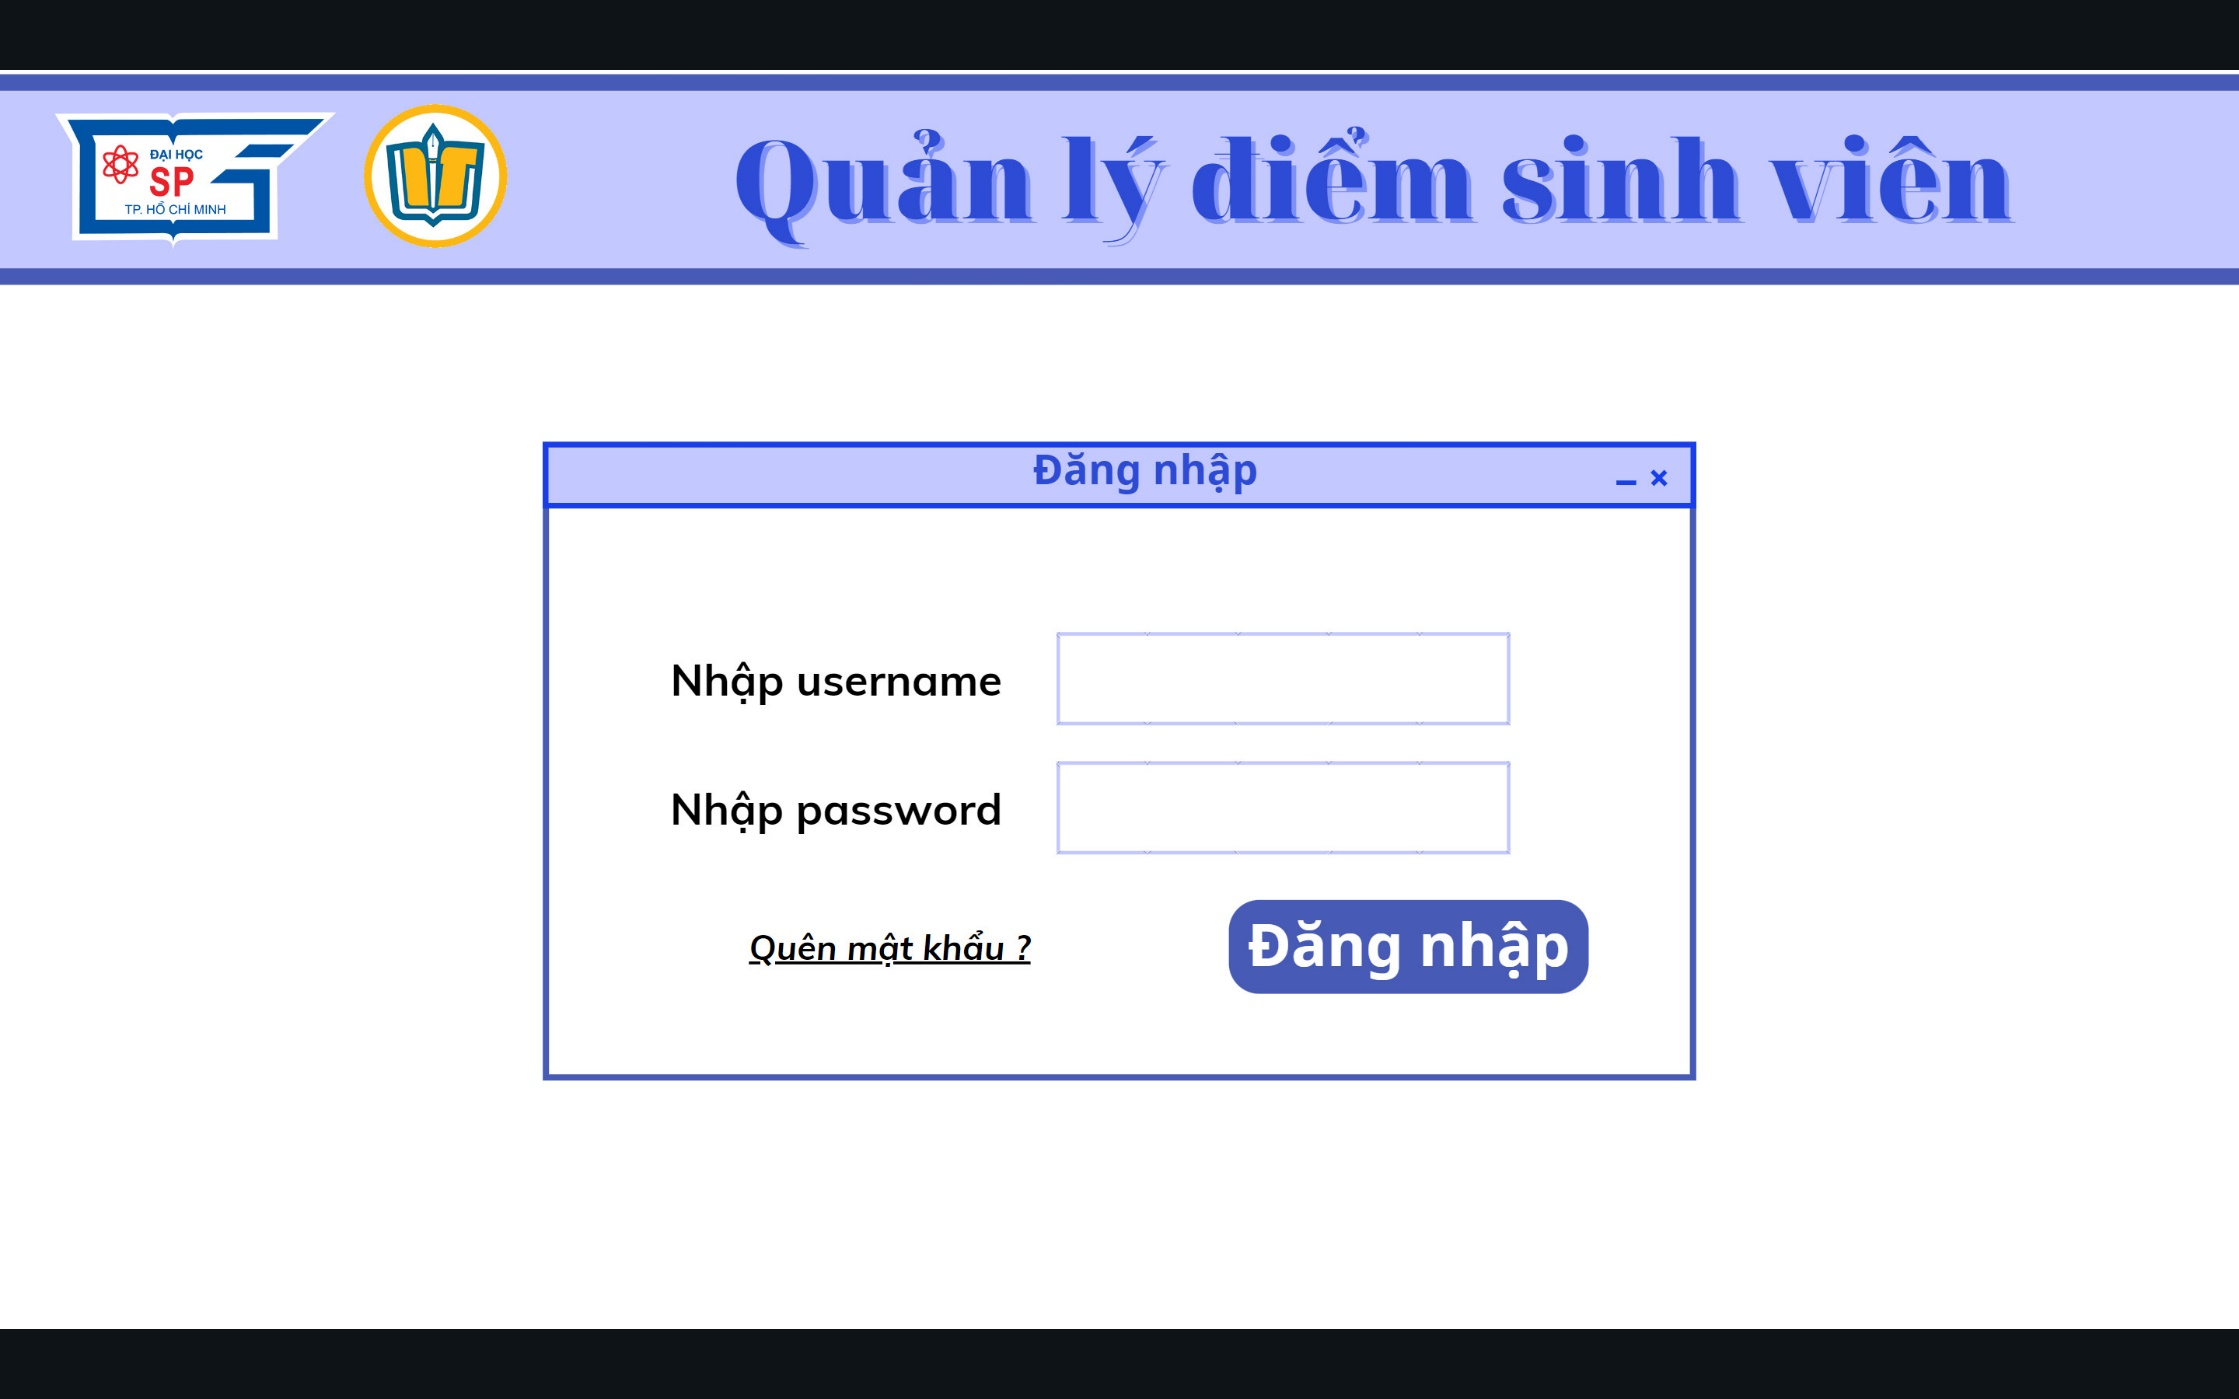 ĐẠI HỌC
SP
TP. HỒ CHÍ MINH
Quản lý điểm sinh viên
Đăng nhập
Nhập username
Nhập password
Quên mật khẩu ?
Đăng nhập